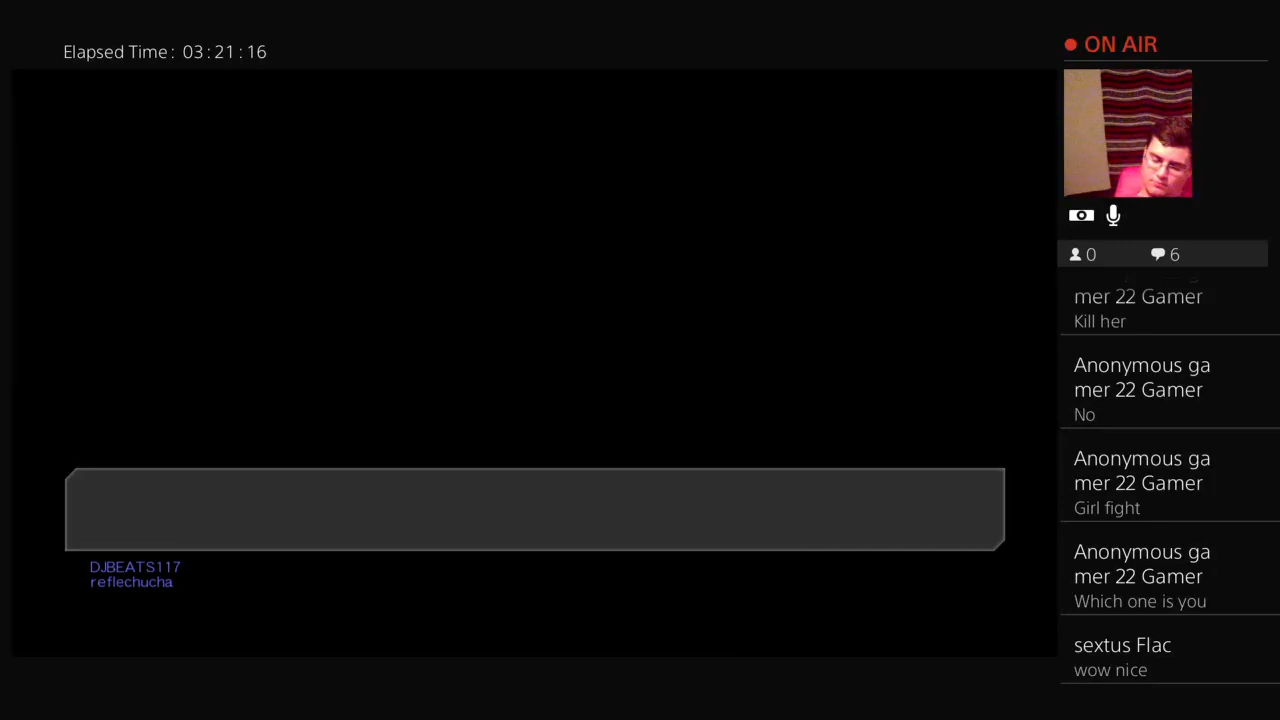 Elapsed Time: 03:21:16
ON AIR
0 6
mer 22 Gamer
Kill her
Anonymous ga
mer 22 Gamer
No
Anonymous ga
mer 22 Gamer
Girl fight
Anonymous ga
mer 22 Gamer
Which one is you
sextus Flac
wow nice
DJBEATS117
reflechucha